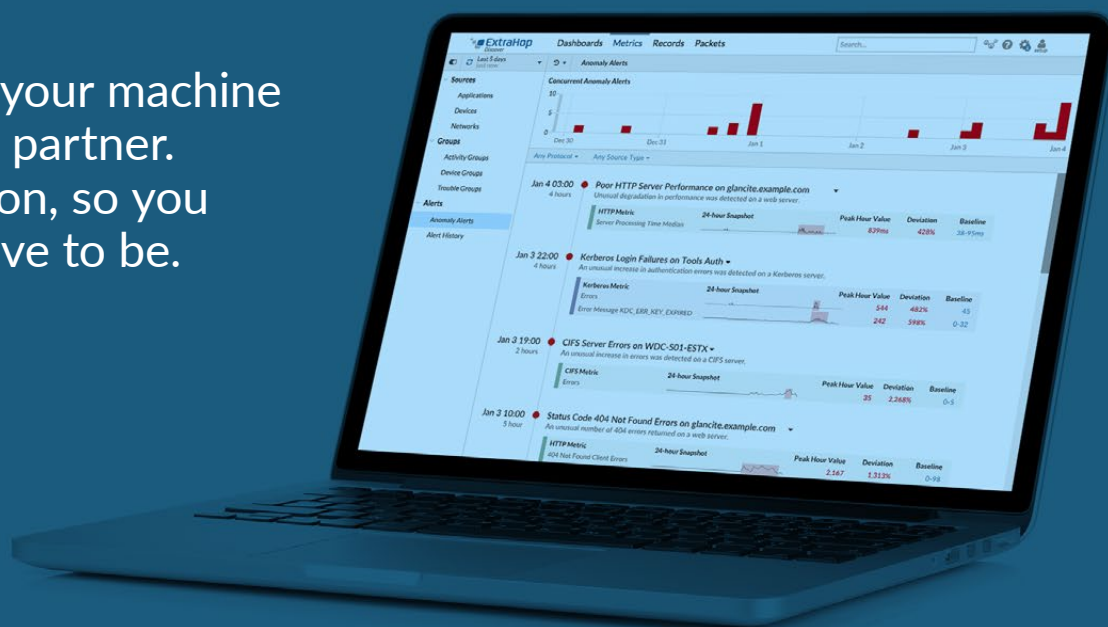 your machine
partner.
on, so you
ve to be.
ExtraHop
Discover
Dashboards Metrics Records Packets
Search...
Last 5 days
Anomaly Alerts
Sources
Applications
Devices
Networks
Groups
Activity Groups
Device Groups
Trouble Groups
Alerts
Anomaly Alerts
Alert History
Concurrent Anomaly Alerts
10
5
0
Dec 30 Dec 31 Jan 1 Jan 2 Jan 3 Jan 4
Any Protocol Any Source Type
Jan 4 03:00 Poor HTTP Server Performance on glancite.example.com
4 hours Unusual degradation in performance was detected on a web server.
HTTP Metric 24-hour Snapshot Peak Hour Value Deviation Baseline
Server Processing Time Median 839ms 428% 38-95ms
Jan 3 22:00 Kerberos Login Failures on Tools Auth
4 hours An unusual increase in authentication errors was detected on a Kerberos server.
Kerberos Metric 24-hour Snapshot Peak Hour Value Deviation Baseline
Errors 544 482% 45
Error Message KDC_ERR_KEY_EXPIRED 242 598% 0-32
Jan 3 19:00 CIFS Server Errors on WDC-S01-ESTX
2 hours An unusual increase in errors was detected on a CIFS server.
CIFS Metric 24-hour Snapshot Peak Hour Value Deviation Baseline
Errors 35 2,268% 0-5
Jan 3 10:00 Status Code 404 Not Found Errors on glancite.example.com
5 hour An unusual number of 404 errors returned on a web server.
HTTP Metric 24-hour Snapshot Peak Hour Value Deviation Baseline
404 Not Found Client Errors 2,167 1,313% 0-98